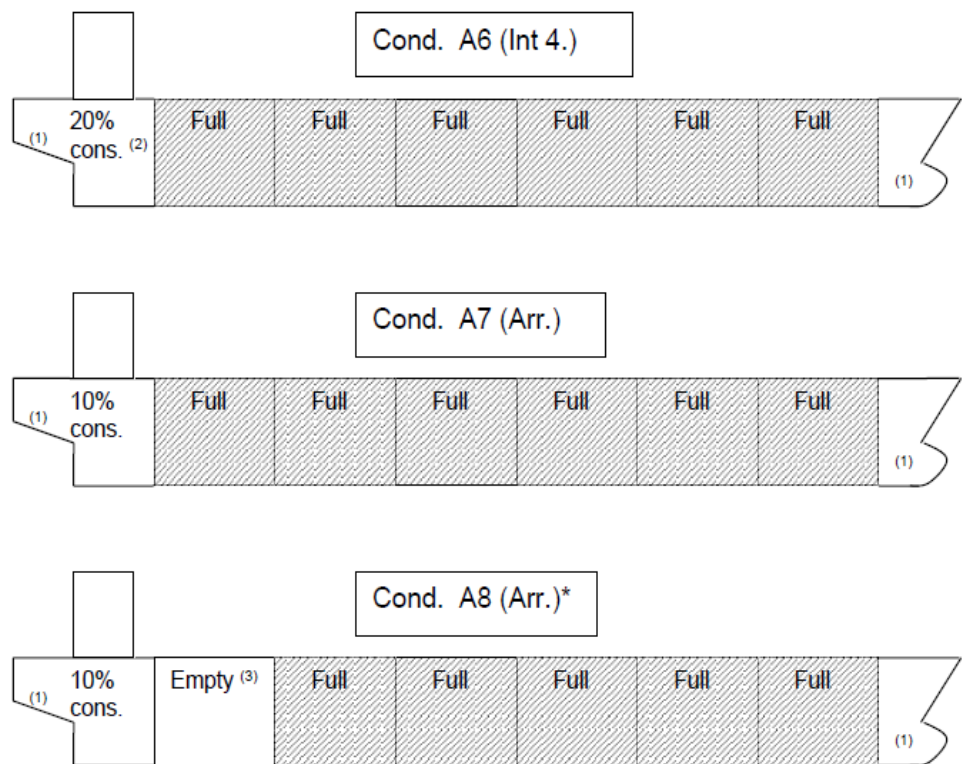 Cond. A6 (Int 4.)
(1) 20% cons. (2) Full Full Full Full Full Full (1)
Cond. A7 (Arr.)
(1) 10% cons. Full Full Full Full Full Full (1)
Cond. A8 (Arr.)*
(1) 10% cons. Empty (3) Full Full Full Full Full (1)